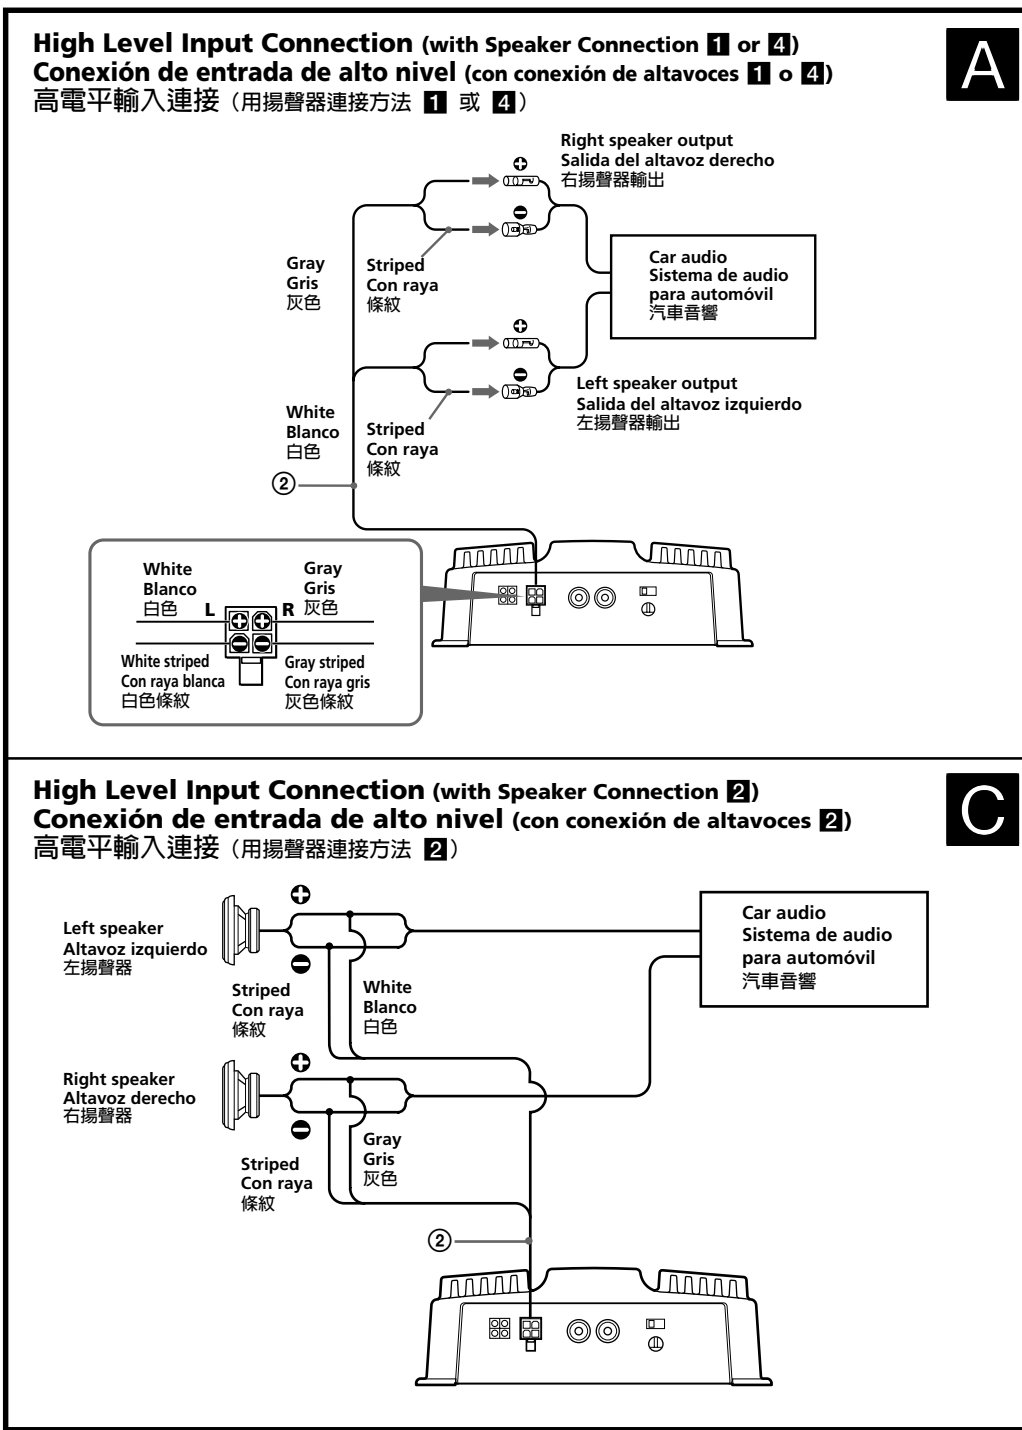 High Level Input Connection (with Speaker Connection 1 or 4)
Conexión de entrada de alto nivel (con conexión de altavoces 1 o 4)
高電平輸入連接（用揚聲器連接方法 1 或 4）
A
Right speaker output
Salida del altavoz derecho
右揚聲器輸出
Gray
Gris
灰色
Striped
Con raya
條紋
Car audio
Sistema de audio
para automóvil
汽車音響
Left speaker output
Salida del altavoz izquierdo
左揚聲器輸出
White
Blanco
白色
Striped
Con raya
條紋
②
White
Blanco
白色
L
R
Gray
Gris
灰色
White striped
Con raya blanca
白色條紋
Gray striped
Con raya gris
灰色條紋
High Level Input Connection (with Speaker Connection 2)
Conexión de entrada de alto nivel (con conexión de altavoces 2)
高電平輸入連接（用揚聲器連接方法 2）
C
Left speaker
Altavoz izquierdo
左揚聲器
Striped
Con raya
條紋
White
Blanco
白色
Car audio
Sistema de audio
para automóvil
汽車音響
Right speaker
Altavoz derecho
右揚聲器
Striped
Con raya
條紋
Gray
Gris
灰色
②